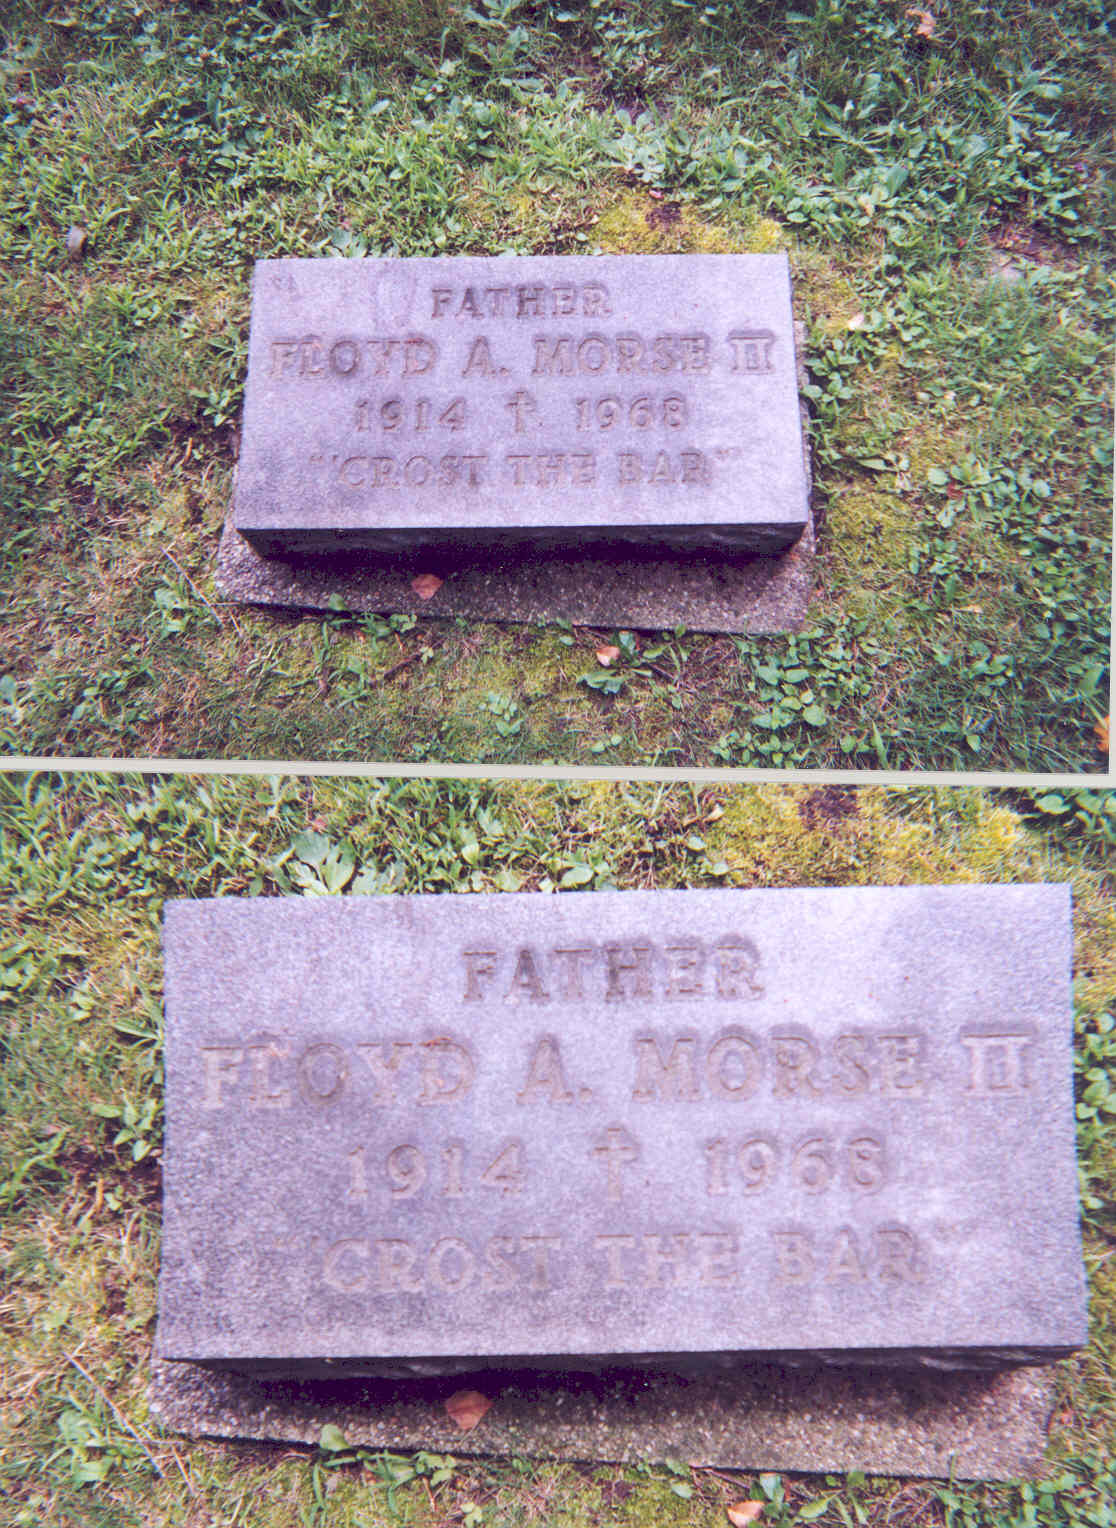 FATHER
FLOYD A. MORSE II
1914 ✝ 1968
"'CROST THE BAR"
FATHER
FLOYD A. MORSE II
1914 ✝ 1968
"'CROST THE BAR"